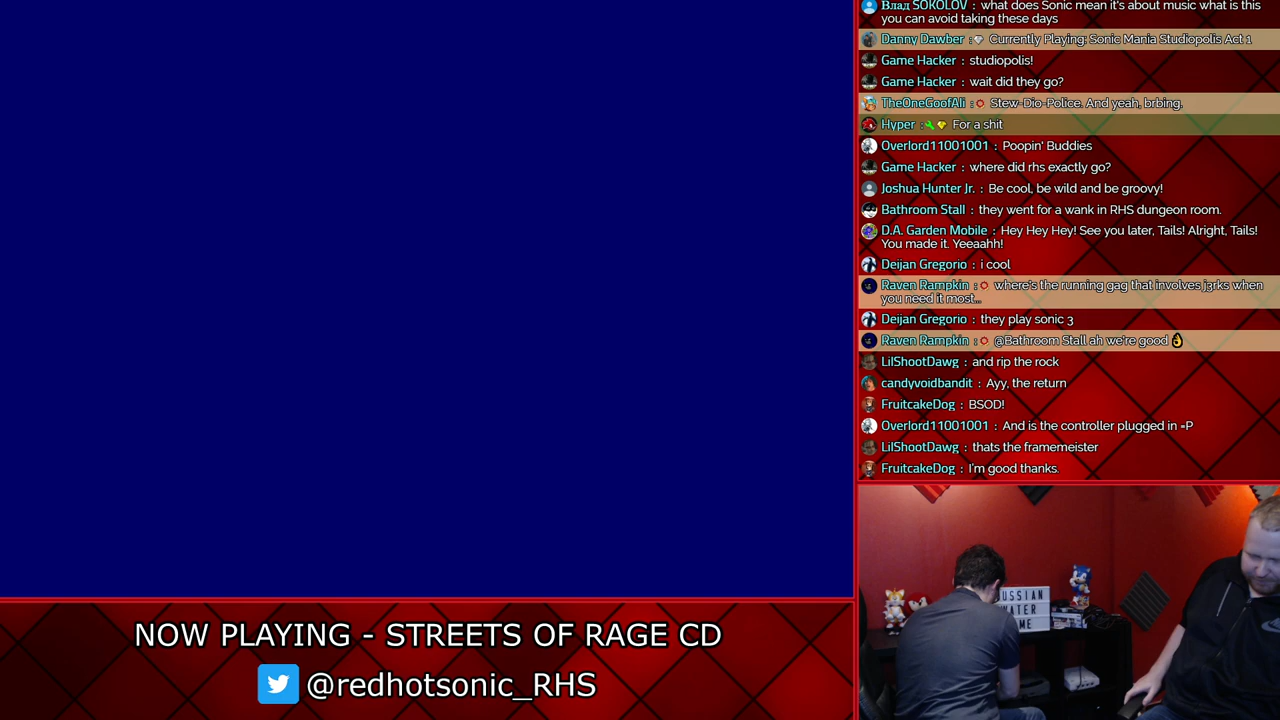 Влад SOKOLOV : what does Sonic mean it's about music what is this
you can avoid taking these days
Danny Dawber : Currently Playing: Sonic Mania Studiopolis Act 1
Game Hacker : studiopolis!
Game Hacker : wait did they go?
TheOneGoofAli : Stew-Dio-Police. And yeah, brbing.
Hyper : For a shit
Overlord11001001 : Poopin' Buddies
Game Hacker : where did rhs exactly go?
Joshua Hunter Jr. : Be cool, be wild and be groovy!
Bathroom Stall : they went for a wank in RHS dungeon room.
D.A. Garden Mobile : Hey Hey Hey! See you later, Tails! Alright, Tails!
You made it. Yeeaahh!
Deijan Gregorio : i cool
Raven Rampkin : where's the running gag that involves j3rks when
you need it most...
Deijan Gregorio : they play sonic 3
Raven Rampkin : @Bathroom Stall ah we're good 👌
LilShootDawg : and rip the rock
candyvoidbandit : Ayy, the return
FruitcakeDog : BSOD!
Overlord11001001 : And is the controller plugged in =P
LilShootDawg : thats the framemeister
FruitcakeDog : I'm good thanks.
USSIAN
WATER
ME
NOW PLAYING - STREETS OF RAGE CD
@redhotsonic_RHS